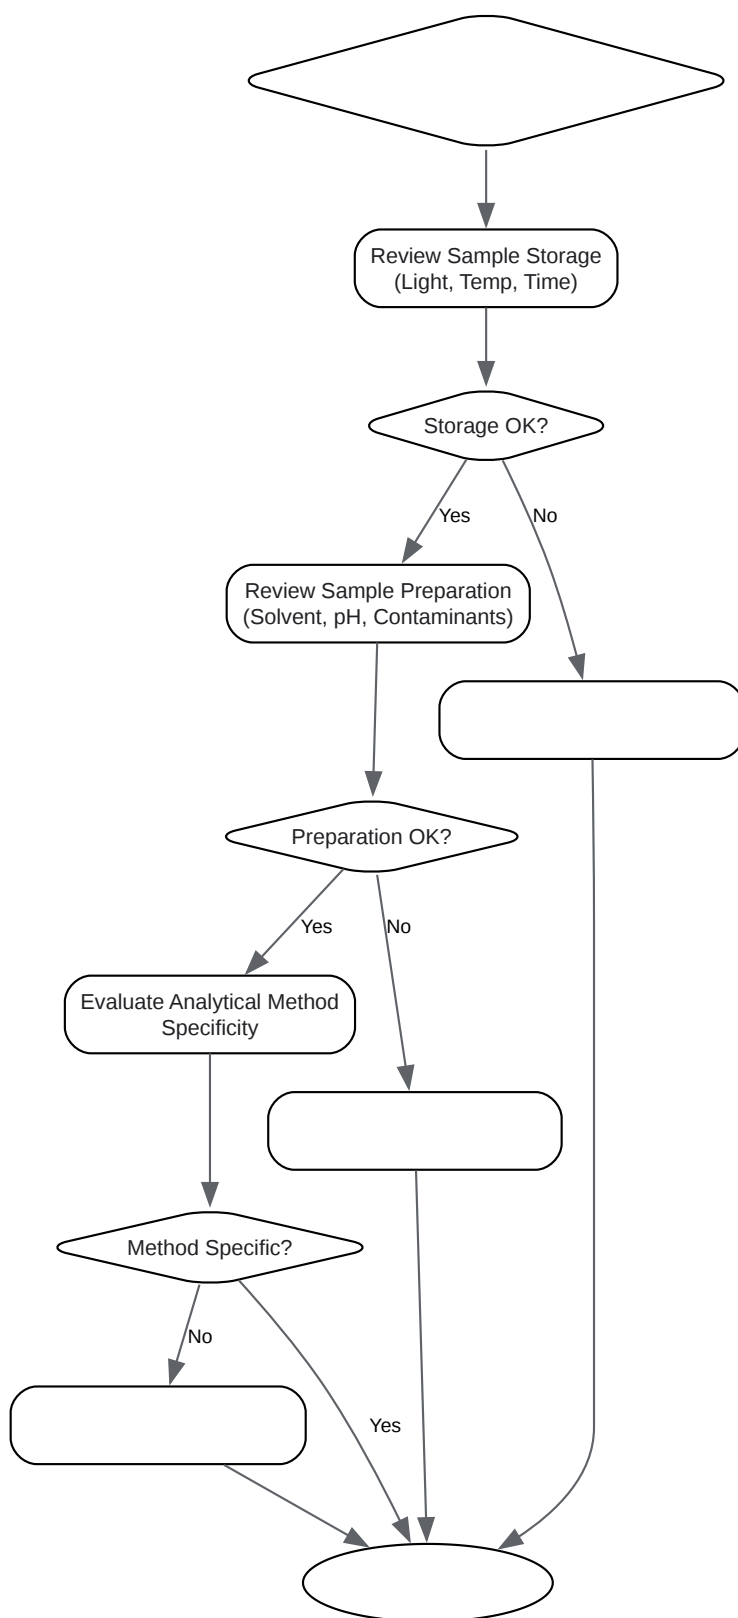 Review Sample Storage
(Light, Temp, Time)
Storage OK?
Yes
No
Review Sample Preparation
(Solvent, pH, Contaminants)
Preparation OK?
Yes
No
Evaluate Analytical Method
Specificity
Method Specific?
No
Yes